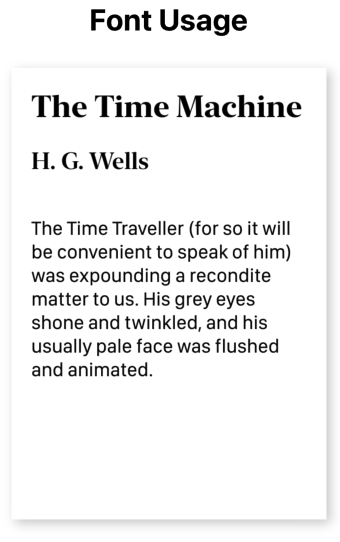 Font Usage
The Time Machine
H. G. Wells
The Time Traveller (for so it will
be convenient to speak of him)
was expounding a recondite
matter to us. His grey eyes
shone and twinkled, and his
usually pale face was flushed
and animated.